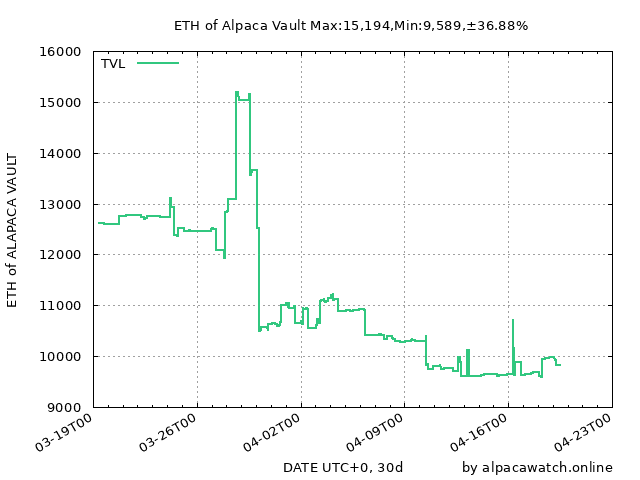 ETH of Alpaca Vault Max:15,194,Min:9,589,±36.88%
16000
TVL
15000
14000
13000
12000
11000
10000
9000
ETH of ALAPACA VAULT
03-19T00
03-26T00
04-02T00
04-09T00
04-16T00
04-23T00
DATE UTC+0, 30d
by alpacawatch.online